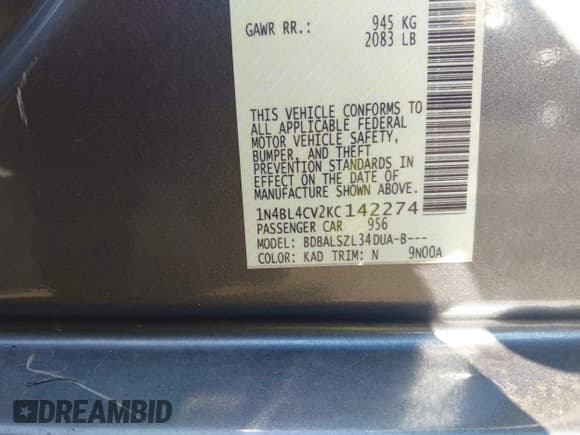 GAWR RR.: 945 KG
2083 LB
THIS VEHICLE CONFORMS TO
ALL APPLICABLE FEDERAL
MOTOR VEHICLE SAFETY,
BUMPER, AND THEFT
PREVENTION STANDARDS IN
EFFECT ON THE DATE OF
MANUFACTURE SHOWN ABOVE.
1N4BL4CV2KC142274
PASSENGER CAR 956
MODEL: BDBALSZL34DUA-B---
COLOR: KAD TRIM: N 9N00A
DREAMBID